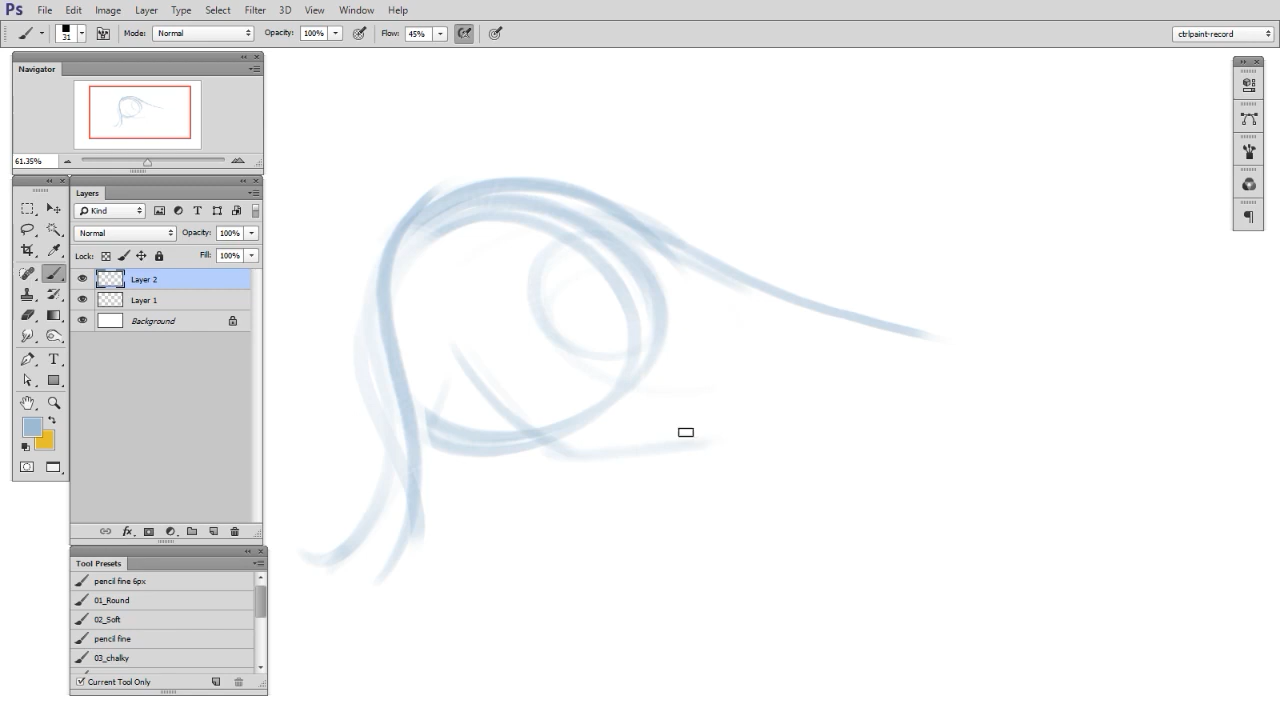 Ps File Edit Image Layer Type Select Filter 3D View Window Help
31 Mode: Normal Opacity: 100% Flow: 45% ctrlpaint-record
Navigator
61.35%
Layers
Kind T
Normal Opacity: 100%
Lock: Fill: 100%
Layer 2
Layer 1
Background
T
fx
Tool Presets
pencil fine 6px
01_Round
02_Soft
pencil fine
03_chalky
Current Tool Only